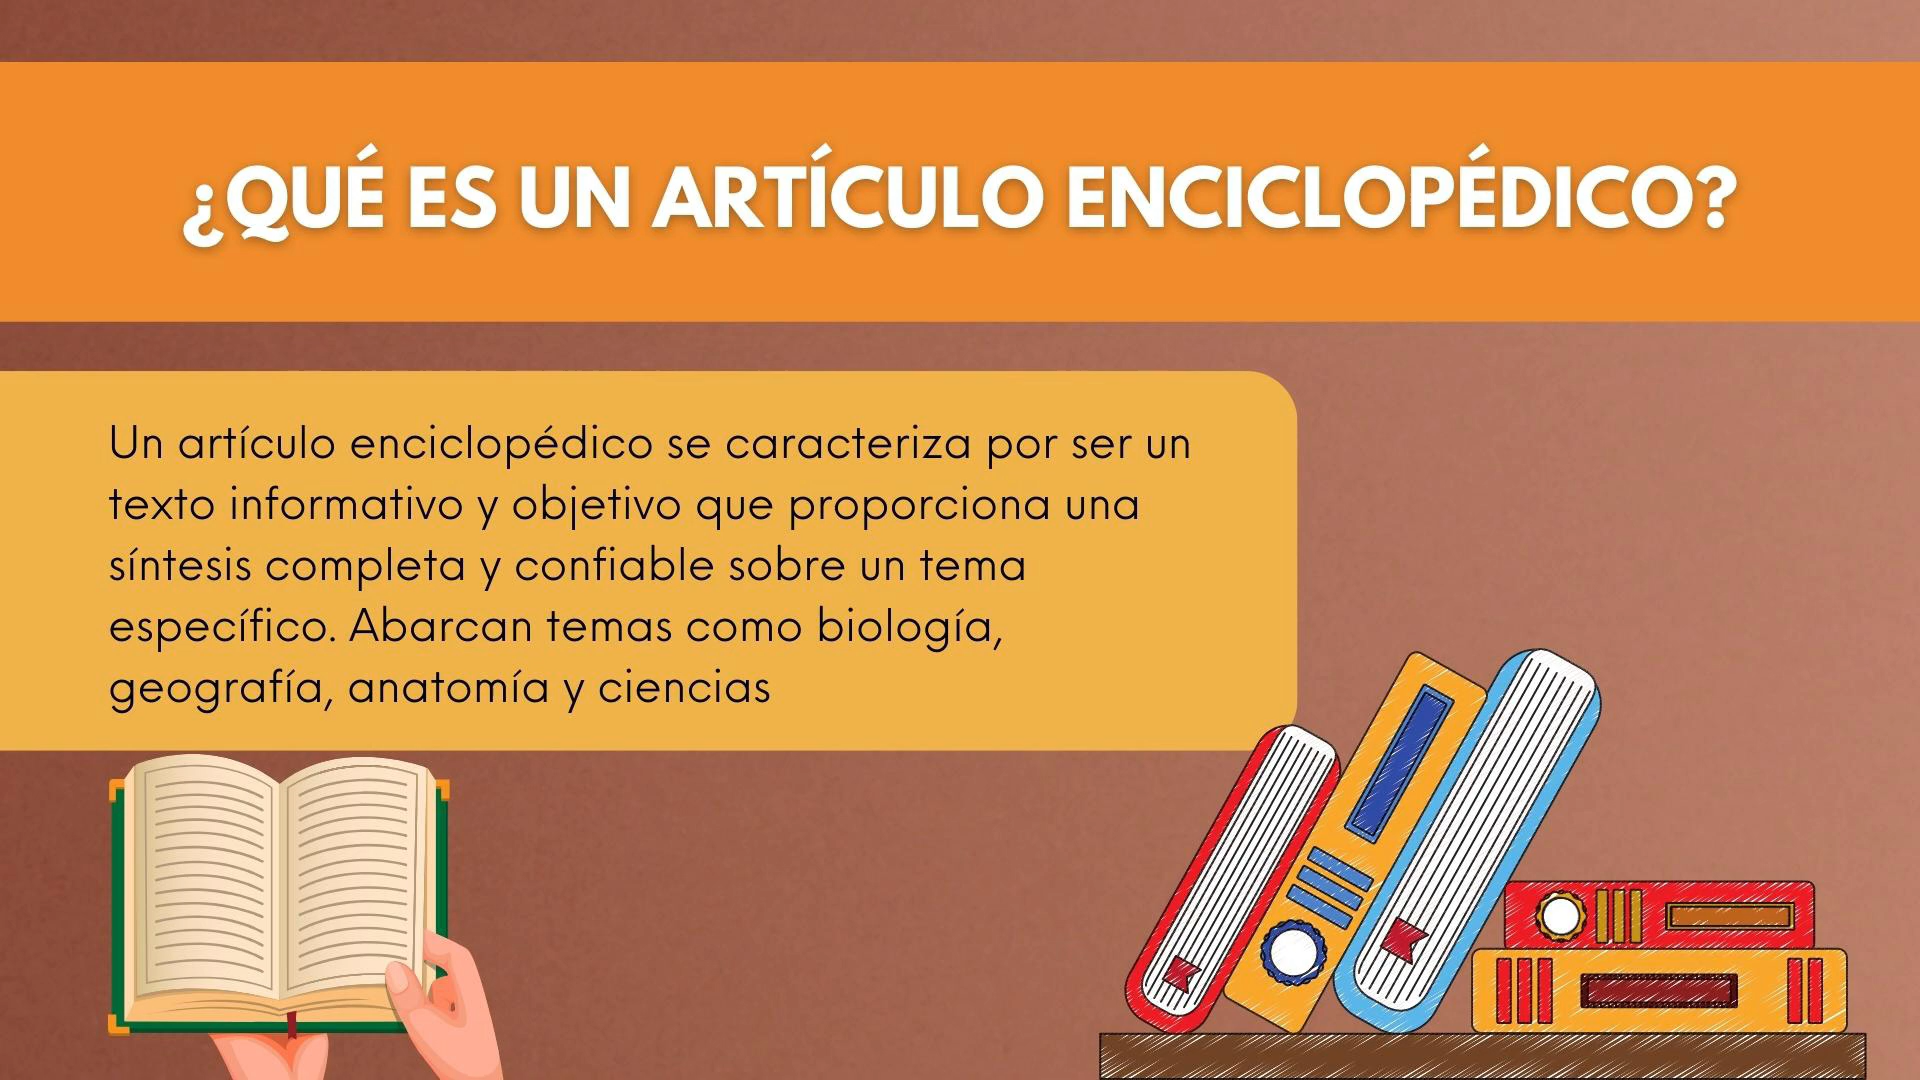 ¿QUÉ ES UN ARTÍCULO ENCICLOPÉDICO?
Un artículo enciclopédico se caracteriza por ser un
texto informativo y objetivo que proporciona una
síntesis completa y confiable sobre un tema
específico. Abarcan temas como biología,
geografía, anatomía y ciencias